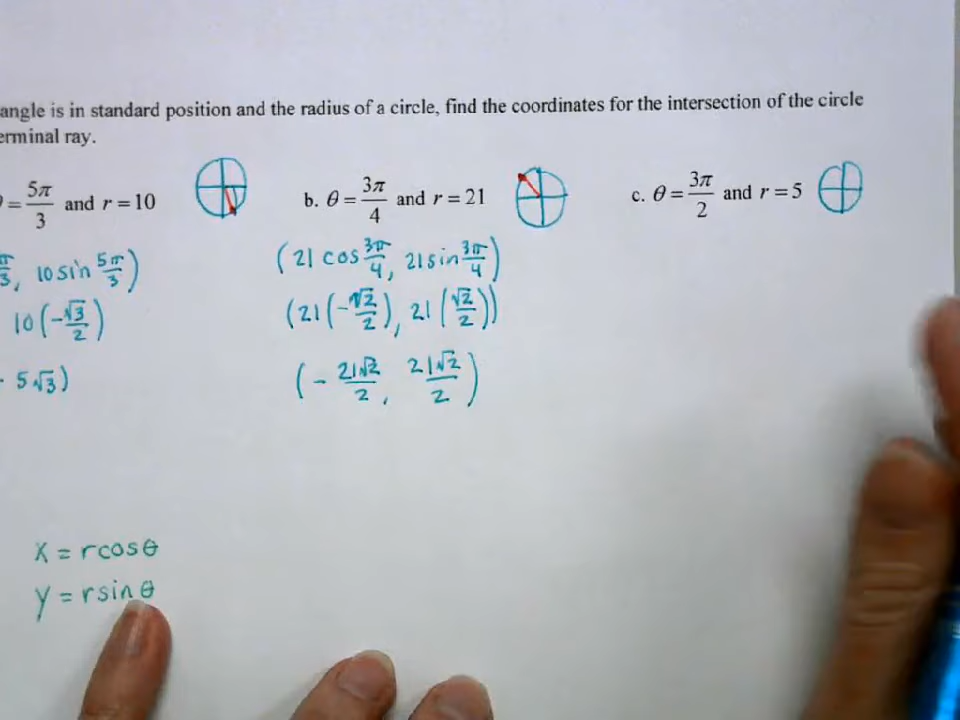 angle is in standard position and the radius of a circle, find the coordinates for the intersection of the circle
erminal ray.
θ = 5π/3 and r = 10
b. θ = 3π/4 and r = 21
c. θ = 3π/2 and r = 5
π/3, 10 sin 5π/3)
10(-√3/2)
5√3)
(21 cos 3π/4, 21 sin 3π/4)
(21(-√2/2), 21(√2/2))
(- 21√2/2, 21√2/2)
x = r cos θ
y = r sin θ